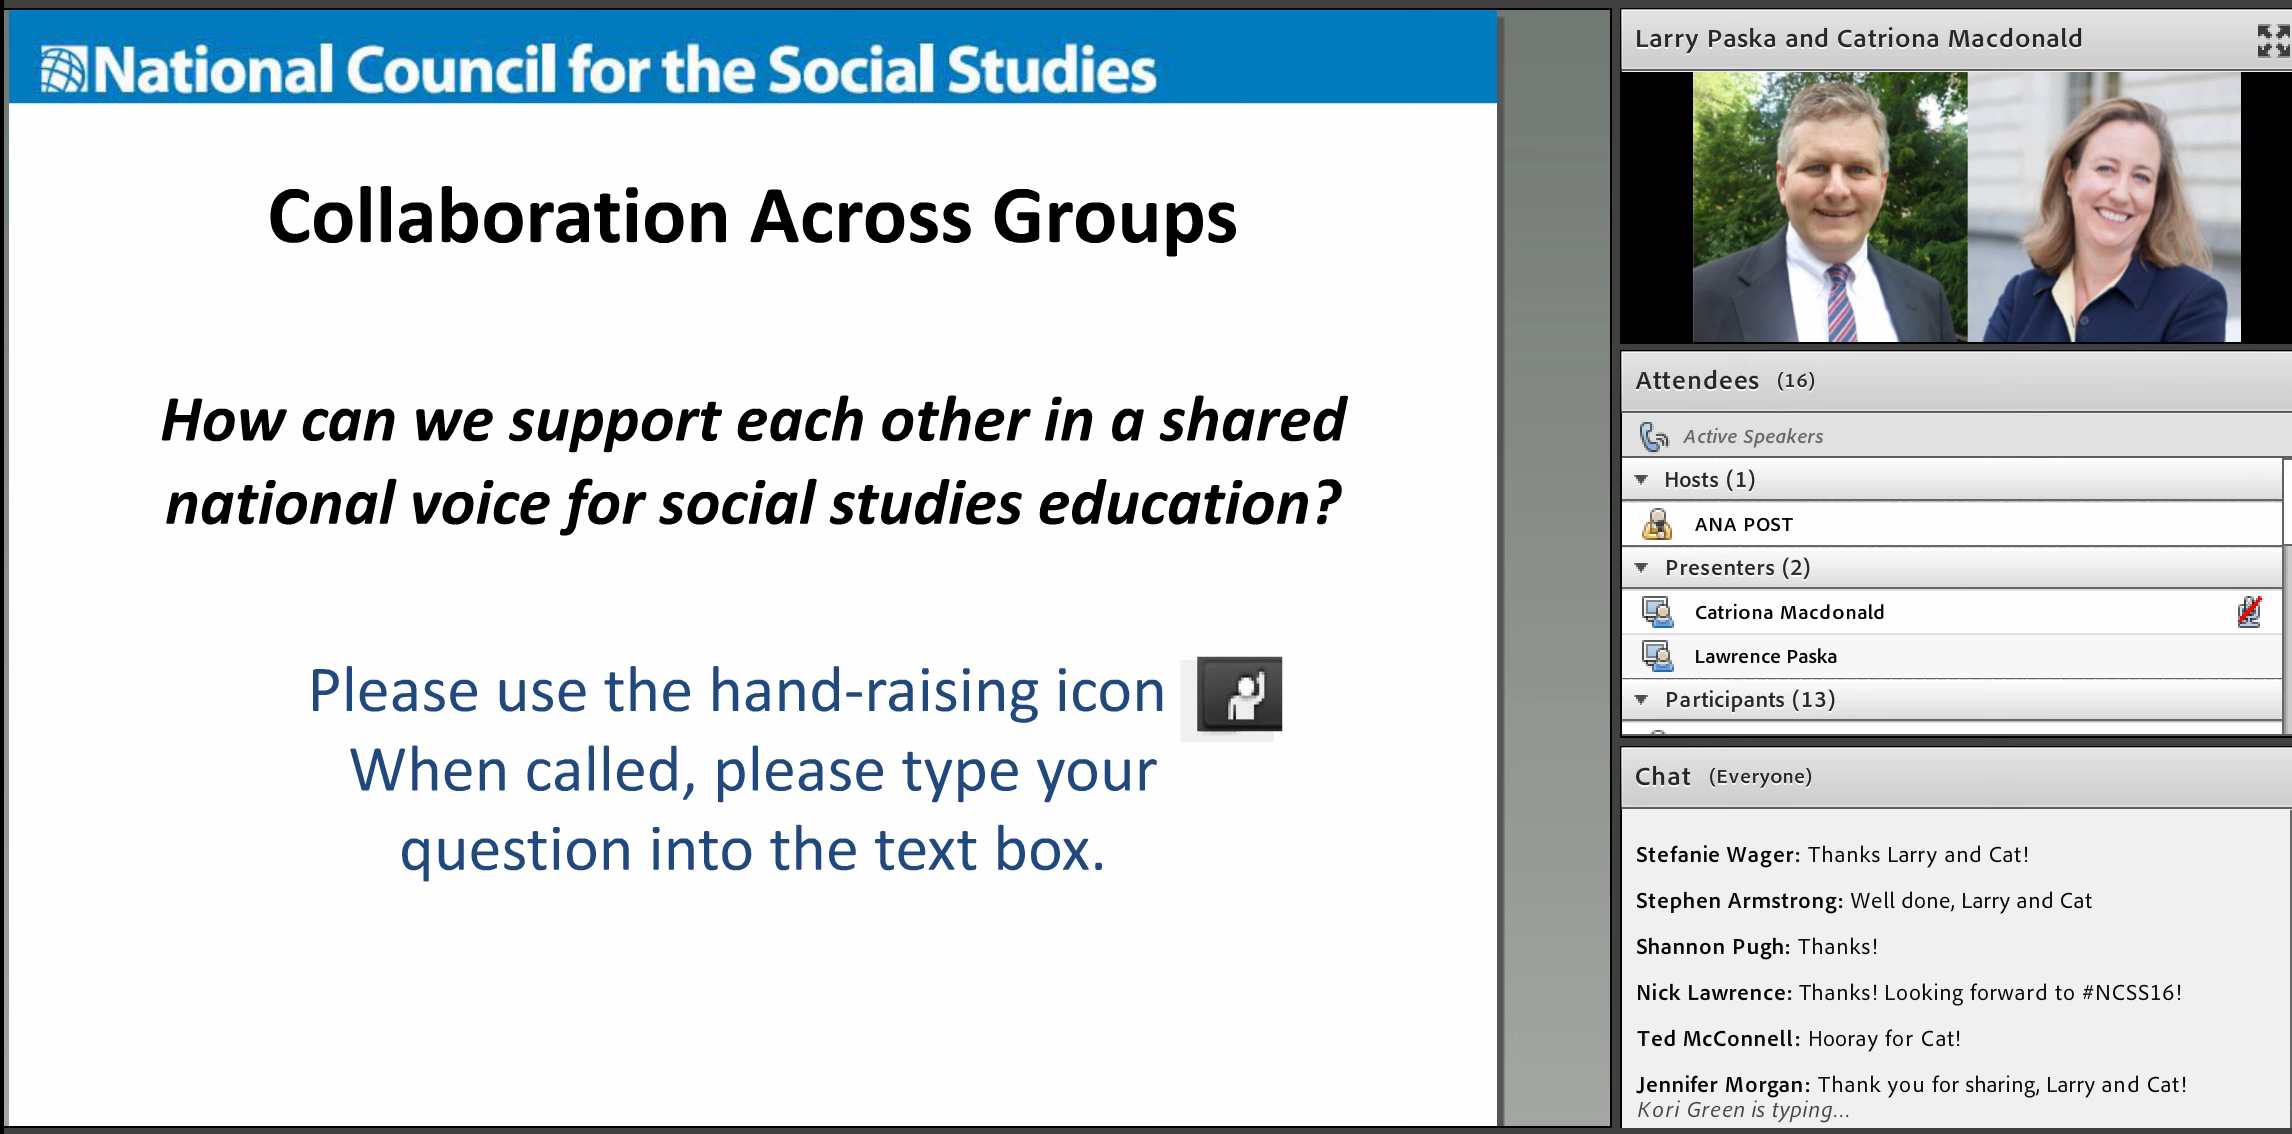 National Council for the Social Studies
Collaboration Across Groups
How can we support each other in a shared
national voice for social studies education?
Please use the hand-raising icon
When called, please type your
question into the text box.
Larry Paska and Catriona Macdonald
Attendees (16)
Active Speakers
Hosts (1)
ANA POST
Presenters (2)
Catriona Macdonald
Lawrence Paska
Participants (13)
Chat (Everyone)
Stefanie Wager: Thanks Larry and Cat!
Stephen Armstrong: Well done, Larry and Cat
Shannon Pugh: Thanks!
Nick Lawrence: Thanks! Looking forward to #NCSS16!
Ted McConnell: Hooray for Cat!
Jennifer Morgan: Thank you for sharing, Larry and Cat!
Kori Green is typing...